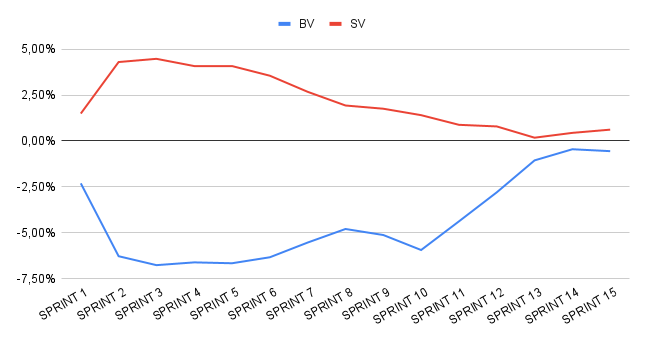 BV SV
5,00%
2,50%
0,00%
-2,50%
-5,00%
-7,50%
SPRINT 1
SPRINT 2
SPRINT 3
SPRINT 4
SPRINT 5
SPRINT 6
SPRINT 7
SPRINT 8
SPRINT 9
SPRINT 10
SPRINT 11
SPRINT 12
SPRINT 13
SPRINT 14
SPRINT 15